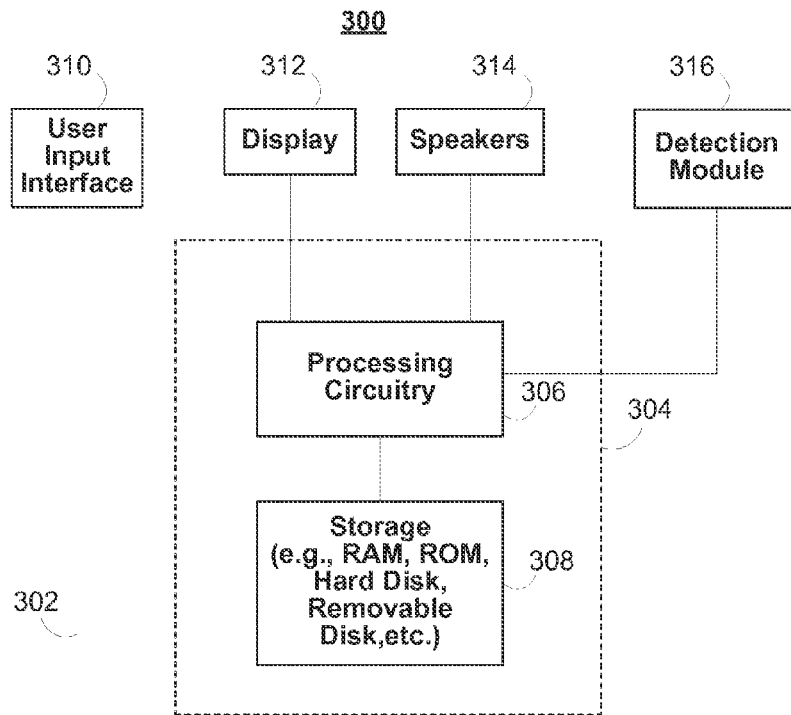 300
310
312
314
316
User
Input
Interface
Display
Speakers
Detection
Module
Processing
Circuitry
306
304
Storage
(e.g., RAM, ROM,
Hard Disk,
Removable
Disk,etc.)
308
302